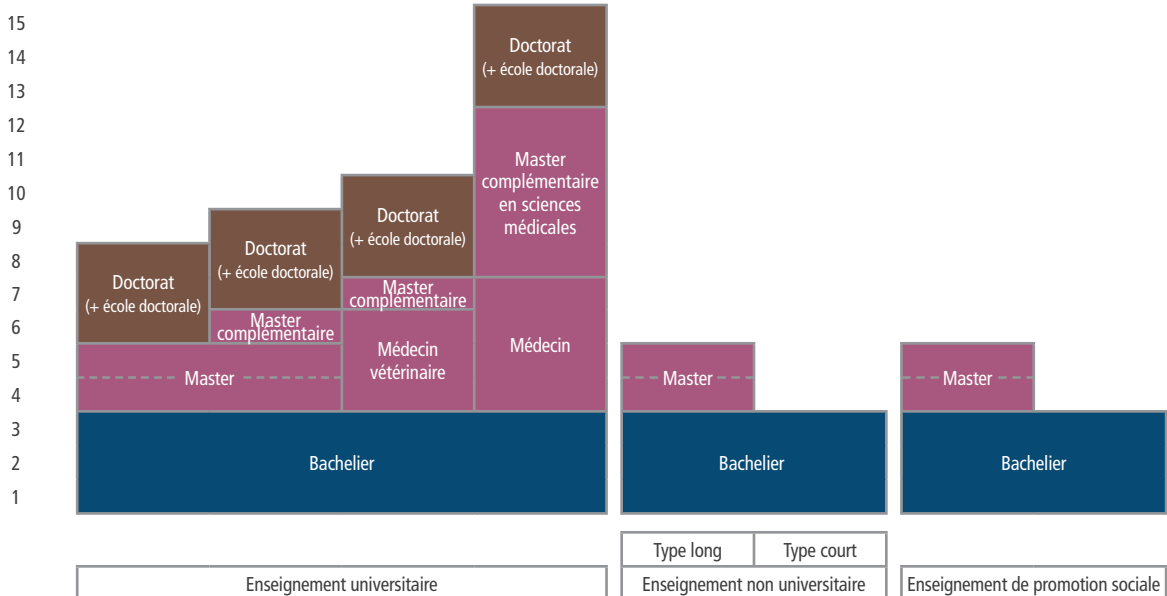 15
14
13
12
11
10
9
8
7
6
5
4
3
2
1
Doctorat
(+ école doctorale)
Master
complémentaire
en sciences
médicales
Doctorat
(+ école doctorale)
Doctorat
(+ école doctorale)
Doctorat
(+ école doctorale)
Master
complémentaire
Master
complémentaire
Médecin
vétérinaire
Médecin
Master
Master
Master
Bachelier
Bachelier
Bachelier
Type long
Type court
Enseignement universitaire
Enseignement non universitaire
Enseignement de promotion sociale